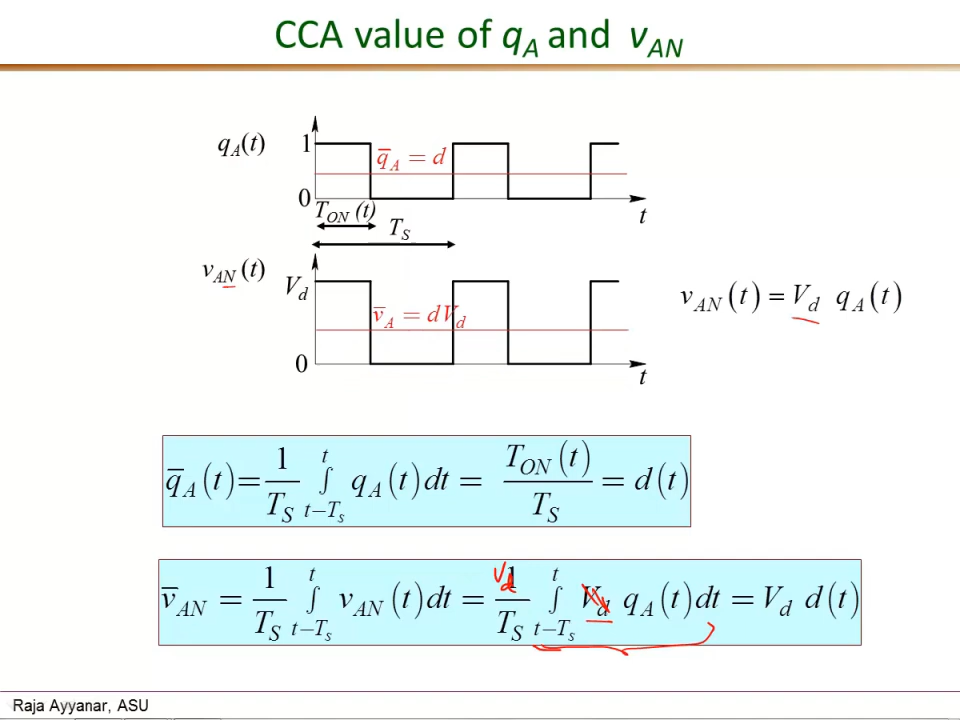 CCA value of q_A and v_AN
q_A(t)
1
q̅_A = d
0
T_ON (t)
t
T_S
v_AN (t)
V_d
v_AN(t) = V_d q_A(t)
v̅_A = dV_d
0
t
q̅_A(t) = 1/T_S ∫_{t−T_s}^{t} q_A(t)dt = T_ON(t)/T_S = d(t)
v̅_AN = 1/T_S ∫_{t−T_s}^{t} v_AN(t)dt = V_d 1/T_S ∫_{t−T_s}^{t} V_d q_A(t)dt = V_d d(t)
Raja Ayyanar, ASU